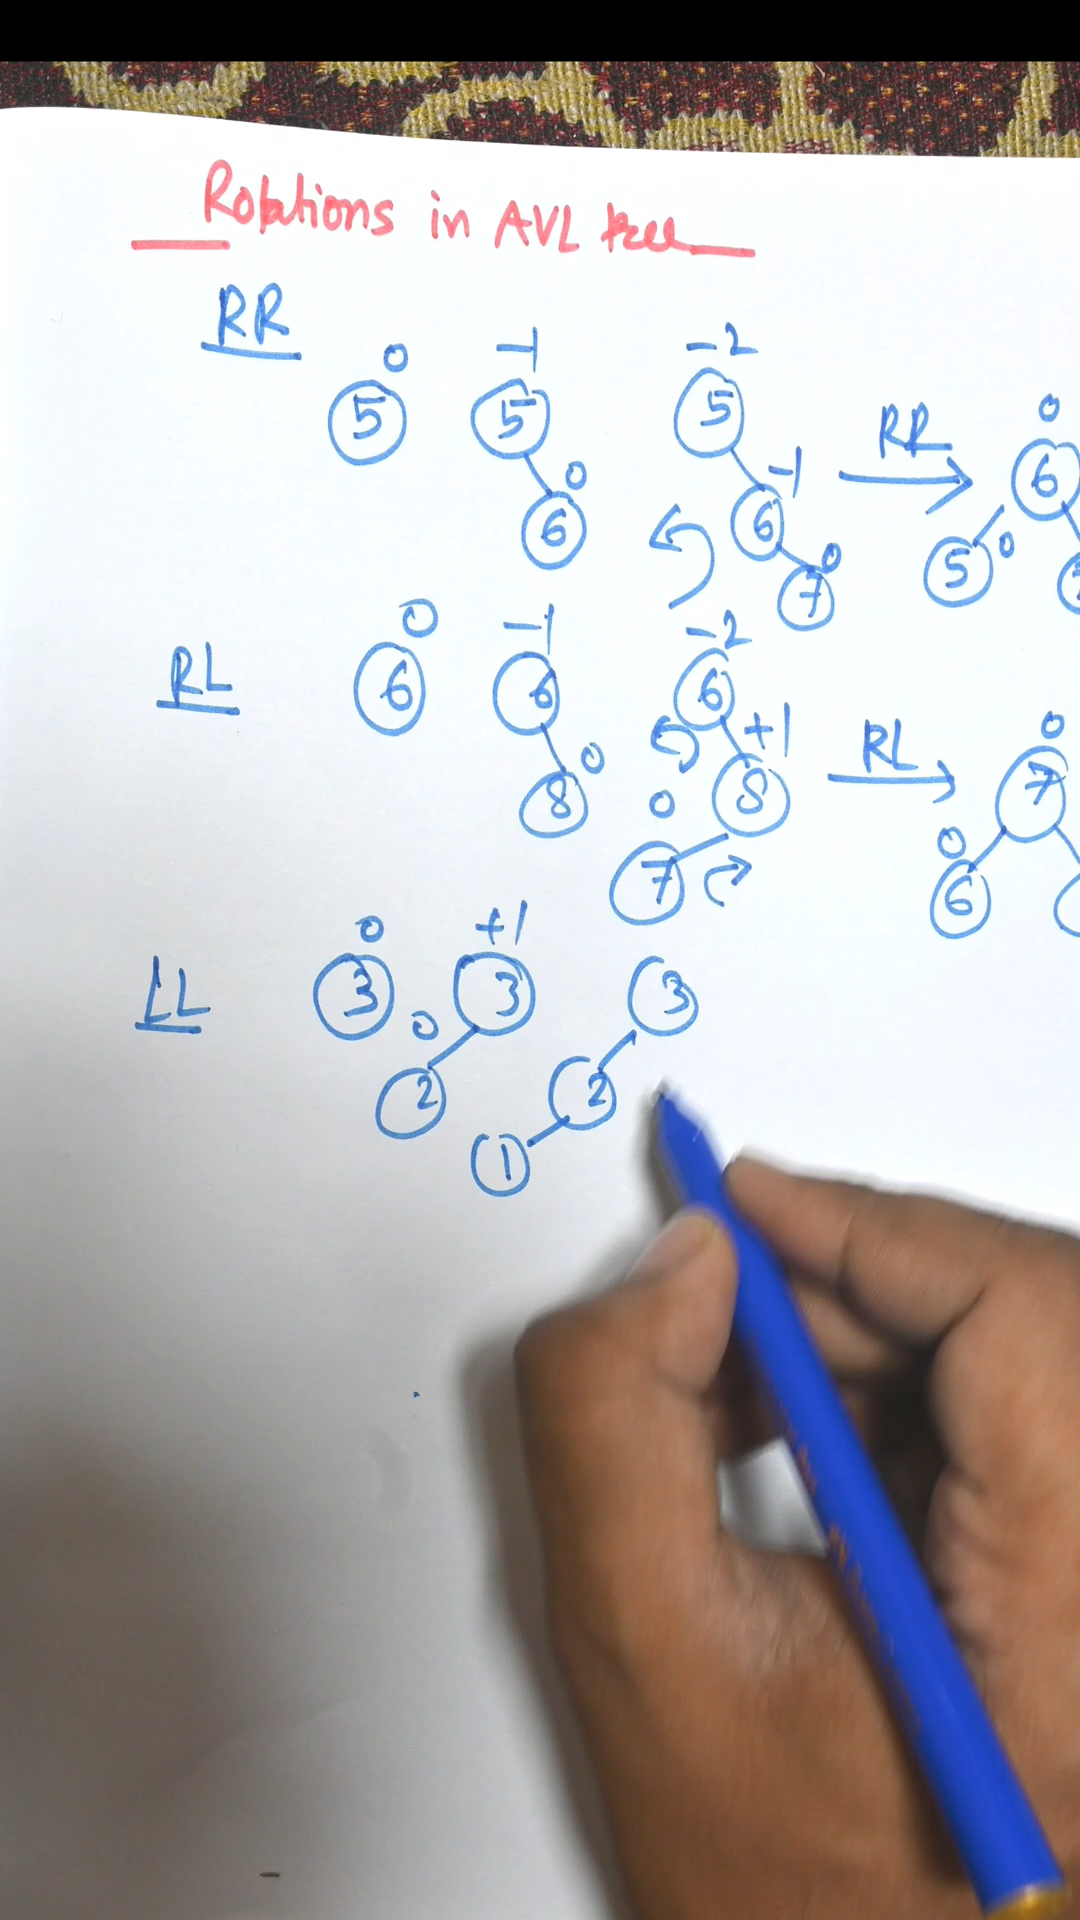 Rotations in AVL tree
RR
0 -1 -2
5 5 5 RR 0
0 -1 6
6 6 0 5 0
7
RL
0 -1 -2
6 6 6 RL 0
0 +1 7
8 0 8 0
7 6
LL
0 +1
3 3 3
0
2 2
1